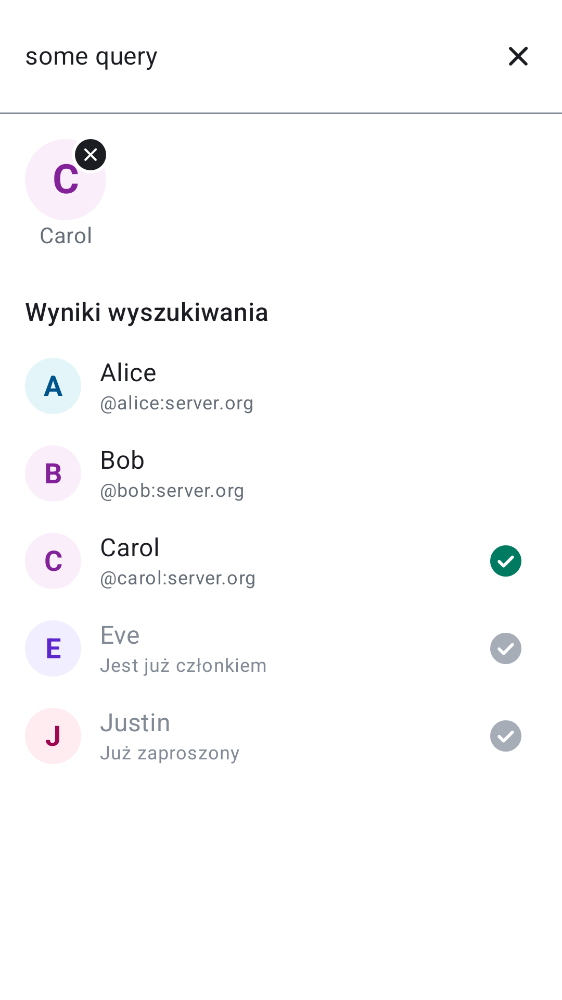 some query
C
Carol
Wyniki wyszukiwania
A
Alice
@alice:server.org
B
Bob
@bob:server.org
C
Carol
@carol:server.org
E
Eve
Jest już członkiem
J
Justin
Już zaproszony